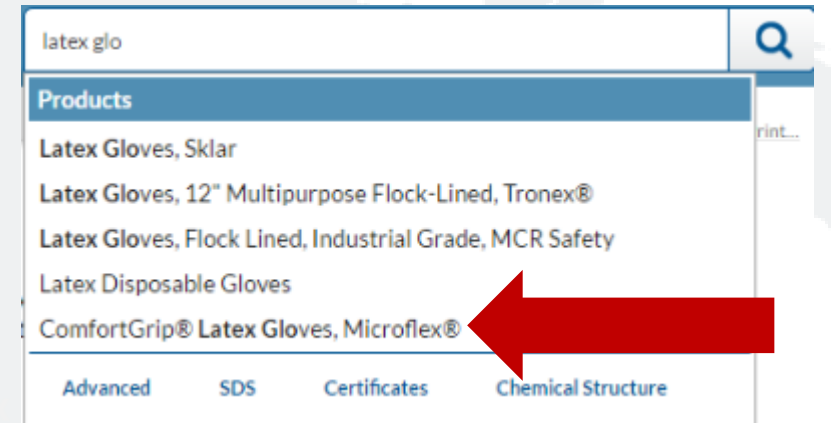 latex glo
Products
rint...
Latex Gloves, Sklar
Latex Gloves, 12" Multipurpose Flock-Lined, Tronex®
Latex Gloves, Flock Lined, Industrial Grade, MCR Safety
Latex Disposable Gloves
ComfortGrip® Latex Gloves, Microflex®
Advanced SDS Certificates Chemical Structure